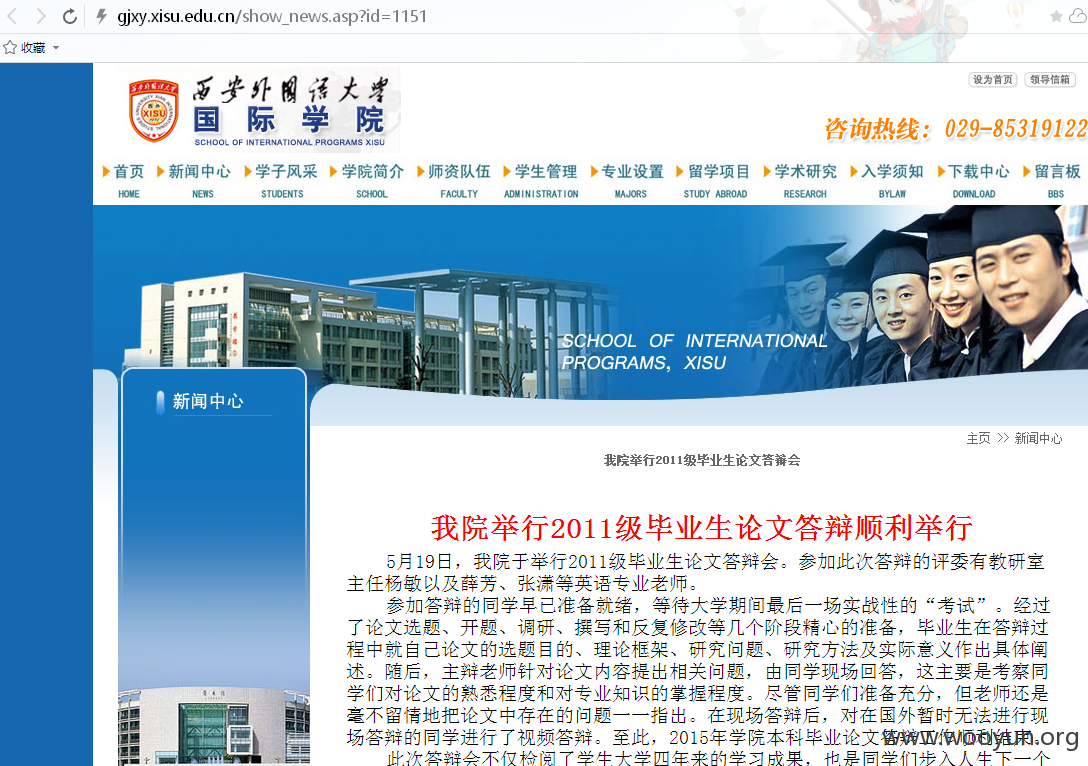 gjxy.xisu.edu.cn/show_news.asp?id=1151
收藏
设为首页 领导信箱
西安外国语大学
XISU
国际学院
SCHOOL OF INTERNATIONAL PROGRAMS XISU
咨询热线：029-85319122
首页 新闻中心 学子风采 学院简介 师资队伍 学生管理 专业设置 留学项目 学术研究 入学须知 下载中心 留言板
HOME NEWS STUDENTS SCHOOL FACULTY ADMINISTRATION MAJORS STUDY ABROAD RESEARCH BYLAW DOWNLOAD BBS
SCHOOL OF INTERNATIONAL
PROGRAMS, XISU
新闻中心
主页 >> 新闻中心
我院举行2011级毕业生论文答辩会
我院举行2011级毕业生论文答辩顺利举行
5月19日，我院于举行2011级毕业生论文答辩会。参加此次答辩的评委有教研室
主任杨敏以及薛芳、张潇等英语专业老师。
参加答辩的同学早已准备就绪，等待大学期间最后一场实战性的“考试”。经过
了论文选题、开题、调研、撰写和反复修改等几个阶段精心的准备，毕业生在答辩过
程中就自己论文的选题目的、理论框架、研究问题、研究方法及实际意义作出具体阐
述。随后，主辩老师针对论文内容提出相关问题，由同学现场回答，这主要是考察同
学们对论文的熟悉程度和对专业知识的掌握程度。尽管同学们准备充分，但老师还是
毫不留情地把论文中存在的问题一一指出。在现场答辩后，对在国外暂时无法进行现
场答辩的同学进行了视频答辩。至此，2015年学院本科毕业论文答辩工作顺利结束。
www.wooyun.org
此次答辩会不仅检阅了学生大学四年来的学习成果，也是同学们步入人生下一个